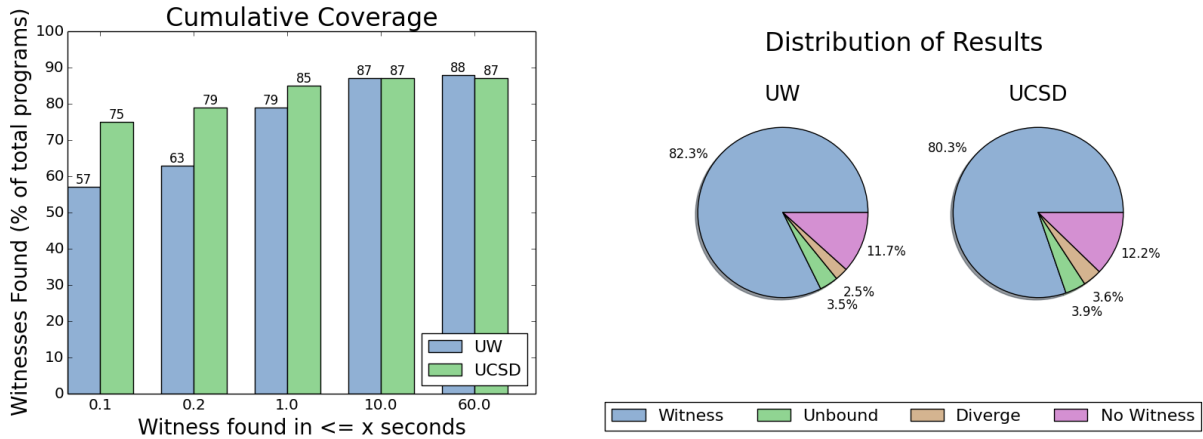 Cumulative Coverage
Witnesses Found (% of total programs)
100
90
80
70
60
50
40
30
20
10
0
57
75
63
79
79
85
87
87
88
87
UW
UCSD
0.1
0.2
1.0
10.0
60.0
Witness found in <= x seconds
Distribution of Results
UW
82.3%
11.7%
2.5%
3.5%
UCSD
80.3%
12.2%
3.6%
3.9%
Witness
Unbound
Diverge
No Witness